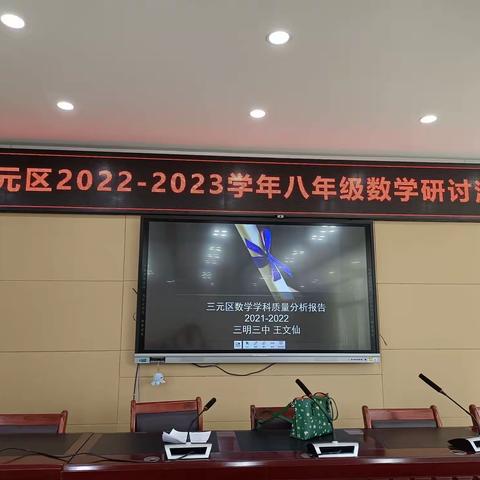 元区2022-2023学年八年级数学研讨
三元区数学学科质量分析报告
2021-2022
三明三中 王文仙